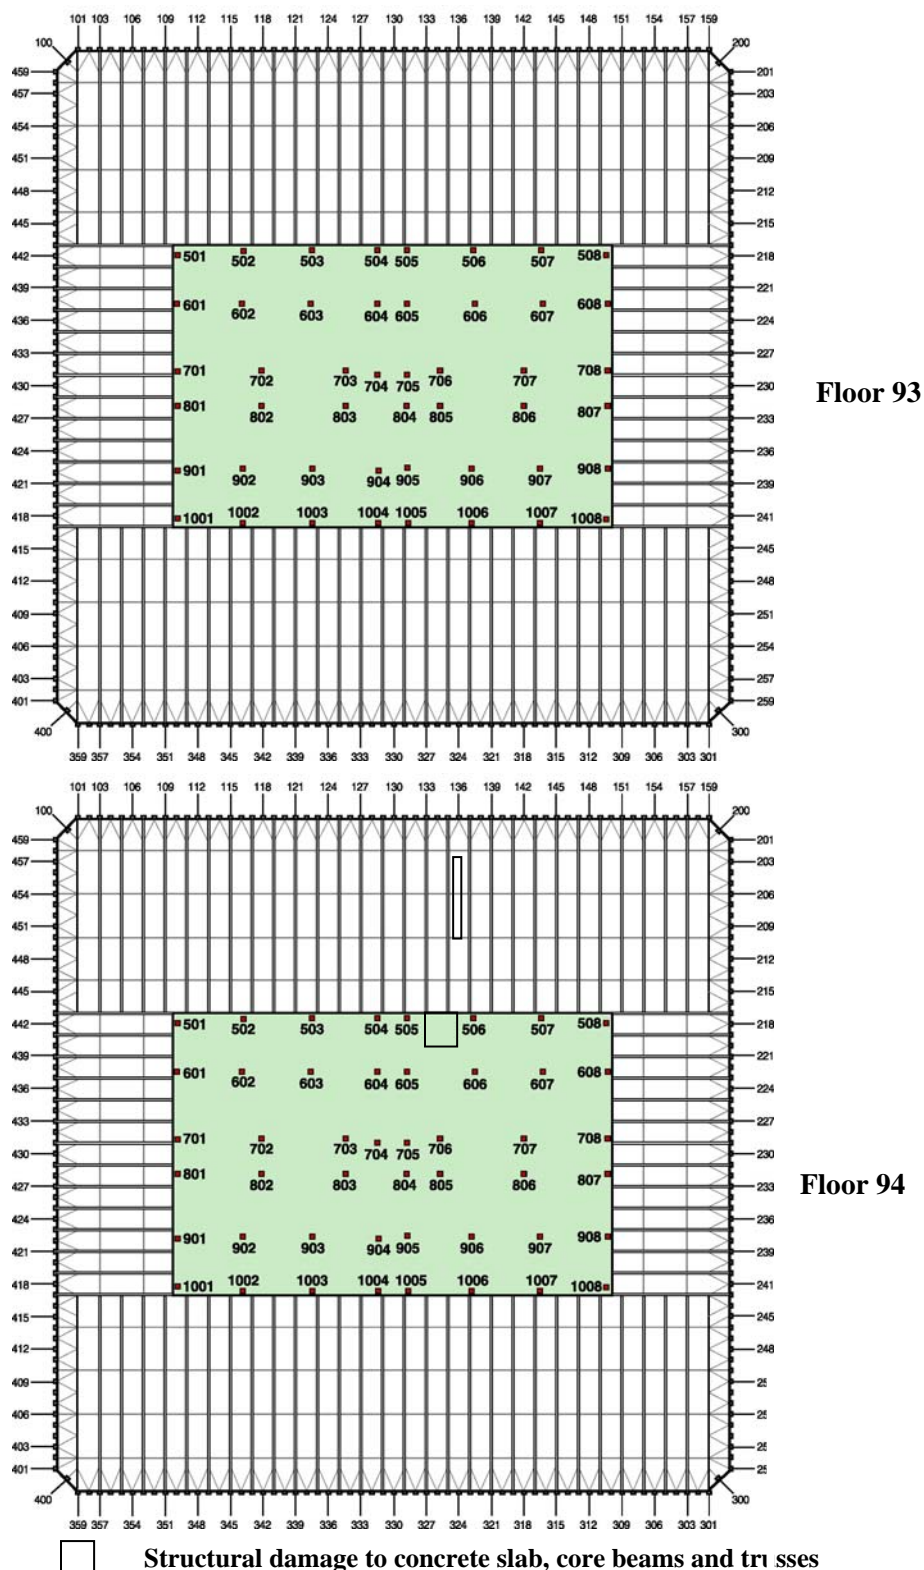 101 103 106 109 112 115 118 121 124 127 130 133 136 139 142 145 148 151 154 157 159
100 200
459 201
457 203
454 206
451 209
448 212
445 215
442 501 502 503 504 505 506 507 508 218
439 221
436 601 602 603 604 605 606 607 608 224
433 227
430 701 702 703 704 705 706 707 708 230
Floor 93
427 801 802 803 804 805 806 807 233
424 236
421 901 902 903 904 905 906 907 908 239
418 1001 1002 1003 1004 1005 1006 1007 1008 241
415 245
412 248
409 251
406 254
403 257
401 259
400 300
359 357 354 351 348 345 342 339 333 330 327 324 321 318 315 312 309 306 303 301
101 103 106 109 112 115 118 121 124 127 130 133 136 139 142 145 148 151 154 157 159
100 200
459 201
457 203
454 206
451 209
448 212
445 215
442 501 502 503 504 505 506 507 508 218
439 221
436 601 602 603 604 605 606 607 608 224
433 227
430 701 702 703 704 705 706 707 708 230
427 801 802 803 804 805 806 807 233
Floor 94
424 236
421 901 902 903 904 905 906 907 908 239
418 1001 1002 1003 1004 1005 1006 1007 1008 241
415 245
412 248
409
406
403
401
400 300
359 357 354 351 348 345 342 339 333 330 327 324 321 318 315 312 309 306 303 301
Structural damage to concrete slab, core beams and trusses